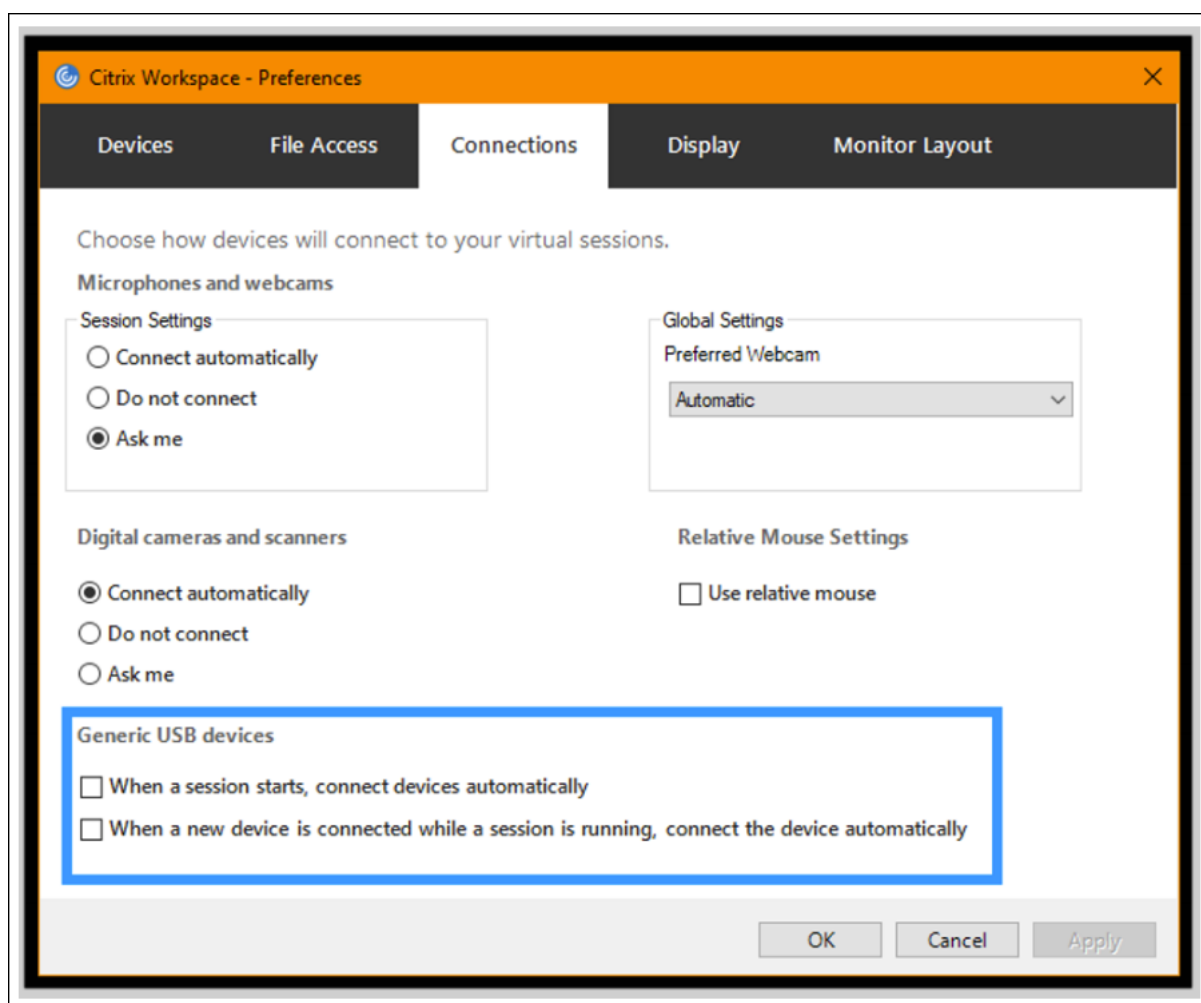 Citrix Workspace - Preferences
Devices File Access Connections Display Monitor Layout
Choose how devices will connect to your virtual sessions.
Microphones and webcams
Session Settings
Connect automatically
Do not connect
Ask me
Global Settings
Preferred Webcam
Automatic
Digital cameras and scanners
Connect automatically
Do not connect
Ask me
Relative Mouse Settings
Use relative mouse
Generic USB devices
When a session starts, connect devices automatically
When a new device is connected while a session is running, connect the device automatically
OK Cancel Apply